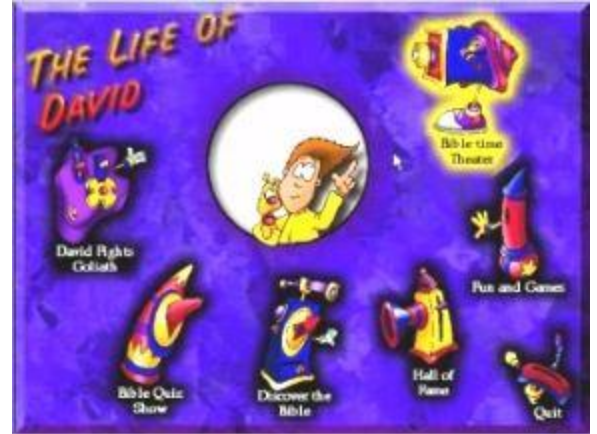 THE LIFE OF
DAVID
Bible time
Theater
David Fights
Goliath
Fun and Games
Bible Quiz
Show
Discover the
Bible
Hall of
Fame
Quit